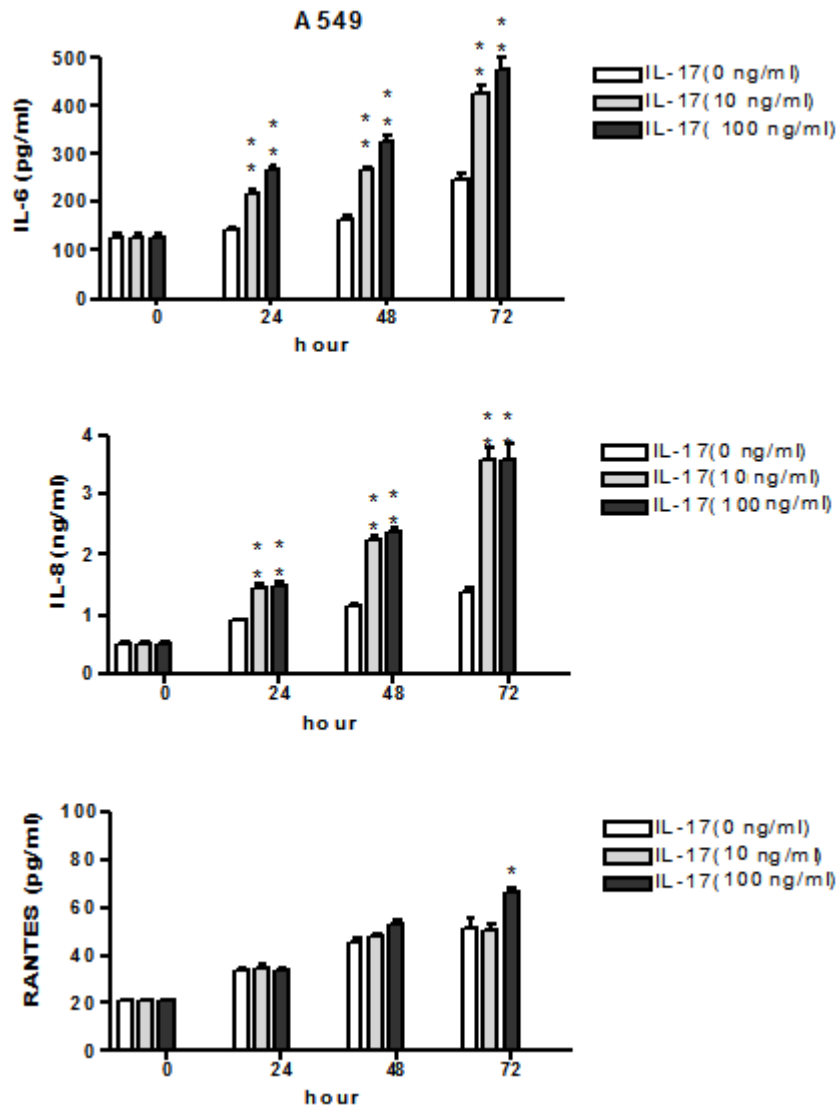 A 549
* *
* *
* *
* *
* *
* *
IL-6 (pg/ml)
500
400
300
200
100
0
0 24 48 72
hour
IL-17(0 ng/ml)
IL-17(10 ng/ml)
IL-17( 100 ng/ml)
* *
* *
* *
* *
* *
* *
IL-8(ng/ml)
4
3
2
1
0
0 24 48 72
hour
IL-17(0 ng/ml)
IL-17(10 ng/ml)
IL-17(100 ng/ml)
*
RANTES (pg/ml)
100
80
60
40
20
0
0 24 48 72
hour
IL-17(0 ng/ml)
IL-17(10 ng/ml)
IL-17(100 ng/ml)